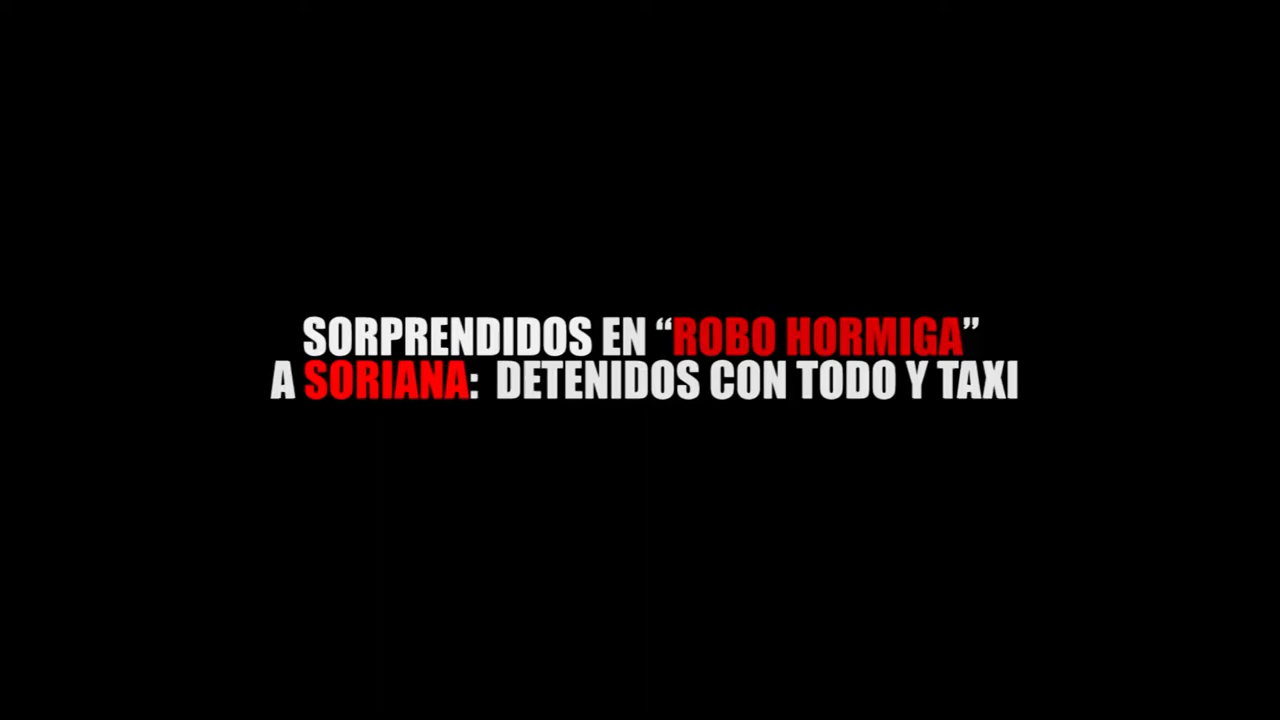 SORPRENDIDOS EN “ROBO HORMIGA”
A SORIANA: DETENIDOS CON TODO Y TAXI